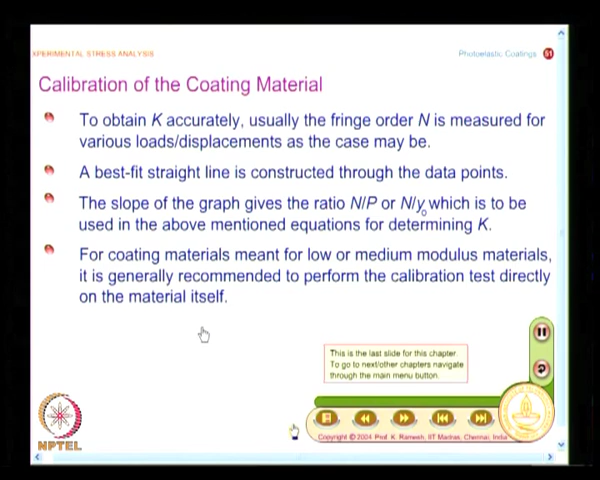 XPERIMENTAL STRESS ANALYSIS
Photoelastic Coatings 51
Calibration of the Coating Material
To obtain K accurately, usually the fringe order N is measured for
various loads/displacements as the case may be.
A best-fit straight line is constructed through the data points.
The slope of the graph gives the ratio N/P or N/yo which is to be
used in the above mentioned equations for determining K.
For coating materials meant for low or medium modulus materials,
it is generally recommended to perform the calibration test directly
on the material itself.
This is the last slide for this chapter.
To go to next/other chapters navigate
through the main menu button.
Copyright © 2004 Prof. K. Ramesh, IIT Madras, Chennai, India
NPTEL